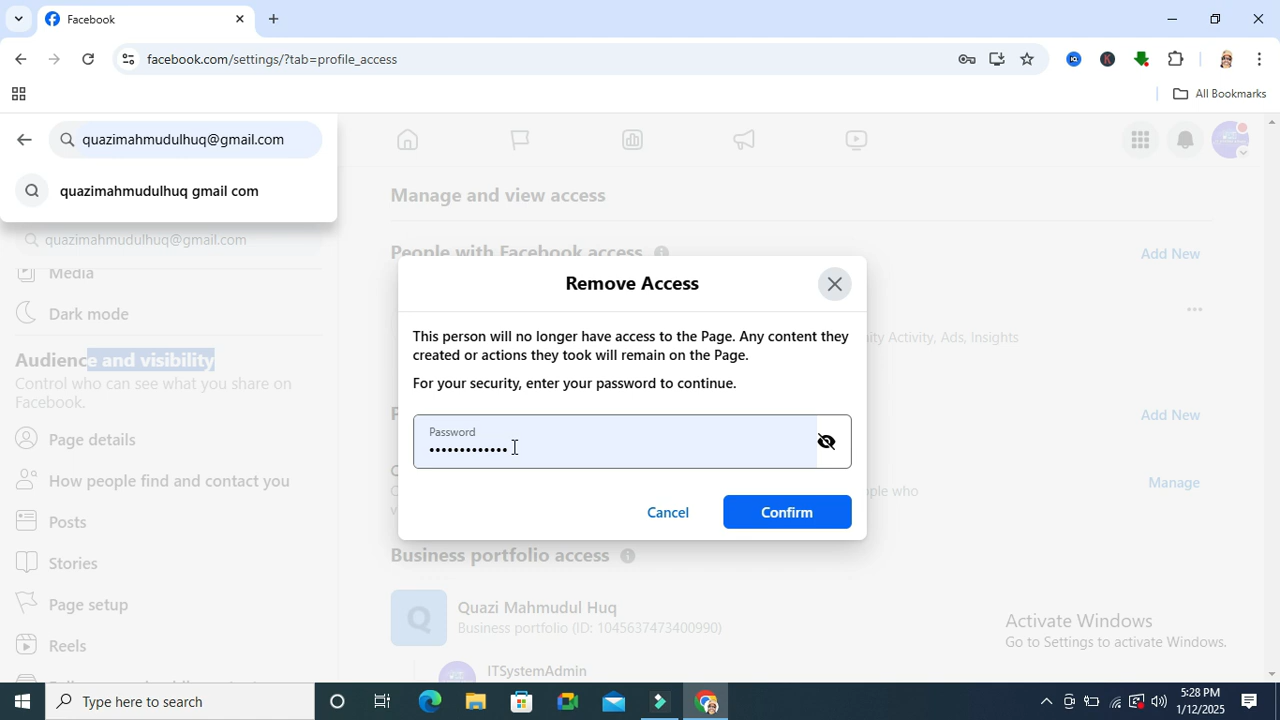 Facebook
facebook.com/settings/?tab=profile_access
All Bookmarks
quazimahmudulhuq@gmail.com
quazimahmudulhuq gmail com
quazimahmudulhuq@gmail.com
Media
Dark mode
Audience and visibility
Control who can see what you share on
Facebook.
Page details
How people find and contact you
Posts
Stories
Page setup
Reels
Manage and view access
People with Facebook access
Add New
ity Activity, Ads, Insights
Add New
ple who
Manage
Remove Access
This person will no longer have access to the Page. Any content they
created or actions they took will remain on the Page.
For your security, enter your password to continue.
Password
•••••••••••••
Cancel
Confirm
Business portfolio access
Q
Quazi Mahmudul Huq
Business portfolio (ID: 1045637473400990)
ITSystemAdmin
Activate Windows
Go to Settings to activate Windows.
Type here to search
5:28 PM
1/12/2025